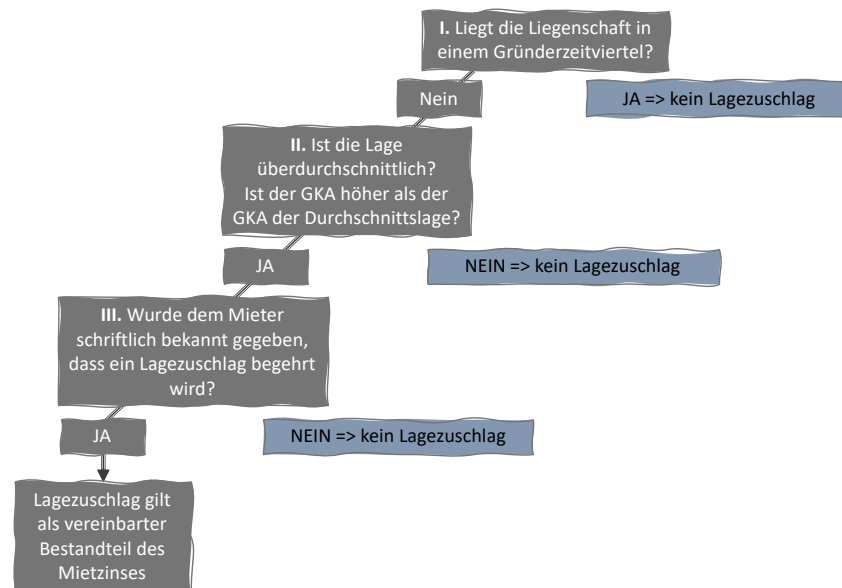 I. Liegt die Liegenschaft in
einem Gründerzeitviertel?
Nein
JA => kein Lagezuschlag
II. Ist die Lage
überdurchschnittlich?
Ist der GKA höher als der
GKA der Durchschnittslage?
JA
NEIN => kein Lagezuschlag
III. Wurde dem Mieter
schriftlich bekannt gegeben,
dass ein Lagezuschlag begehrt
wird?
JA
NEIN => kein Lagezuschlag
Lagezuschlag gilt
als vereinbarter
Bestandteil des
Mietzinses